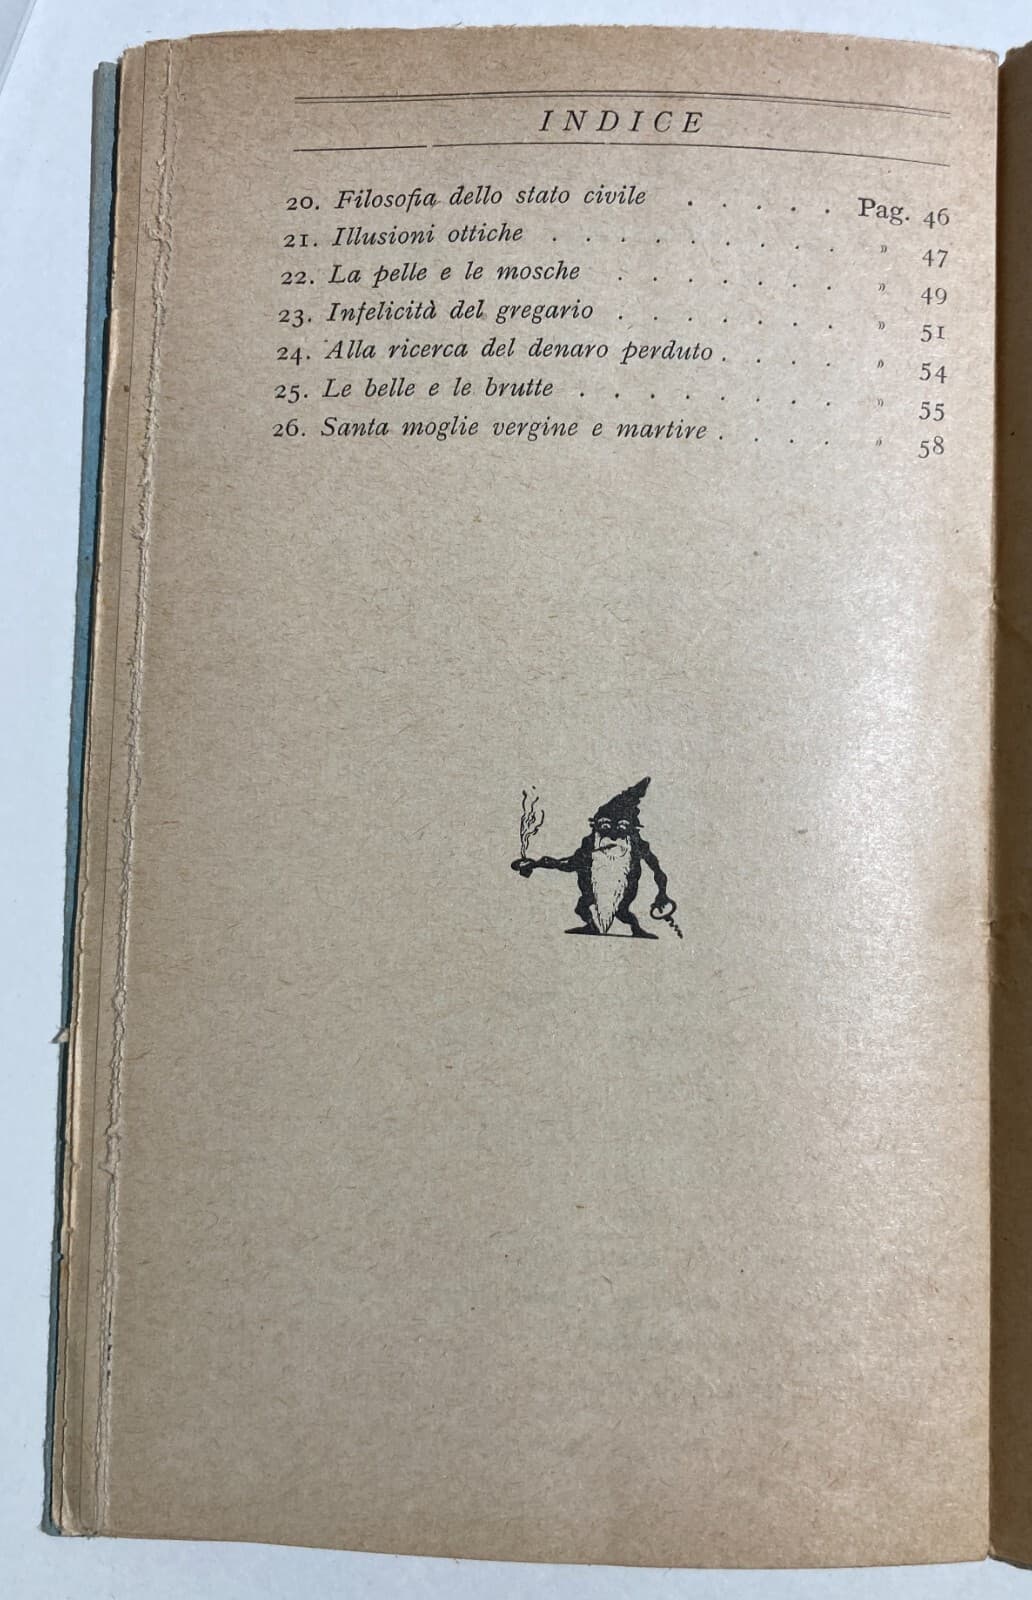 INDICE
20. Filosofia dello stato civile . . . . . Pag. 46
21. Illusioni ottiche . . . . . . . . . » 47
22. La pelle e le mosche . . . . . . . » 49
23. Infelicità del gregario . . . . . . . » 51
24. Alla ricerca del denaro perduto . . . . » 54
25. Le belle e le brutte . . . . . . . . » 55
26. Santa moglie vergine e martire . . . . » 58